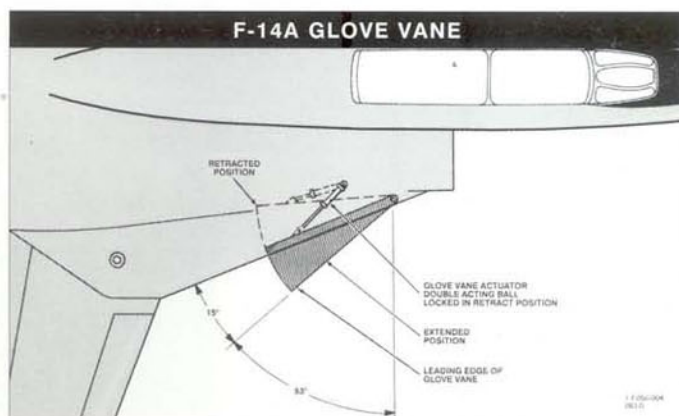 F-14A GLOVE VANE
RETRACTED
POSITION
GLOVE VANE ACTUATOR
DOUBLE ACTING BALL
LOCKED IN RETRACT POSITION
EXTENDED
POSITION
LEADING EDGE OF
GLOVE VANE
15°
53°